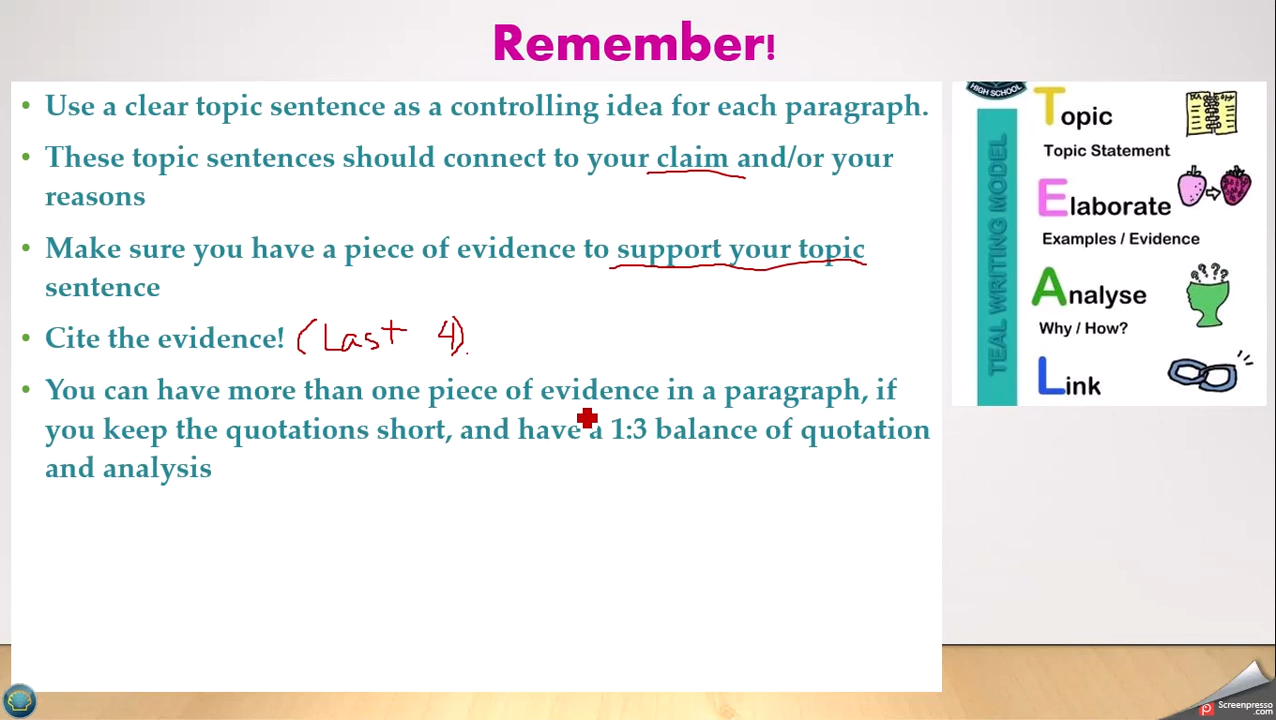 Remember!
• Use a clear topic sentence as a controlling idea for each paragraph.
• These topic sentences should connect to your claim and/or your
reasons
• Make sure you have a piece of evidence to support your topic
sentence
• Cite the evidence! (Last 4).
• You can have more than one piece of evidence in a paragraph, if
you keep the quotations short, and have a 1:3 balance of quotation
and analysis
HIGH SCHOOL
TEAL WRITING MODEL
Topic
Topic Statement
Elaborate
Examples / Evidence
Analyse
Why / How?
Link
Screenpresso
.com